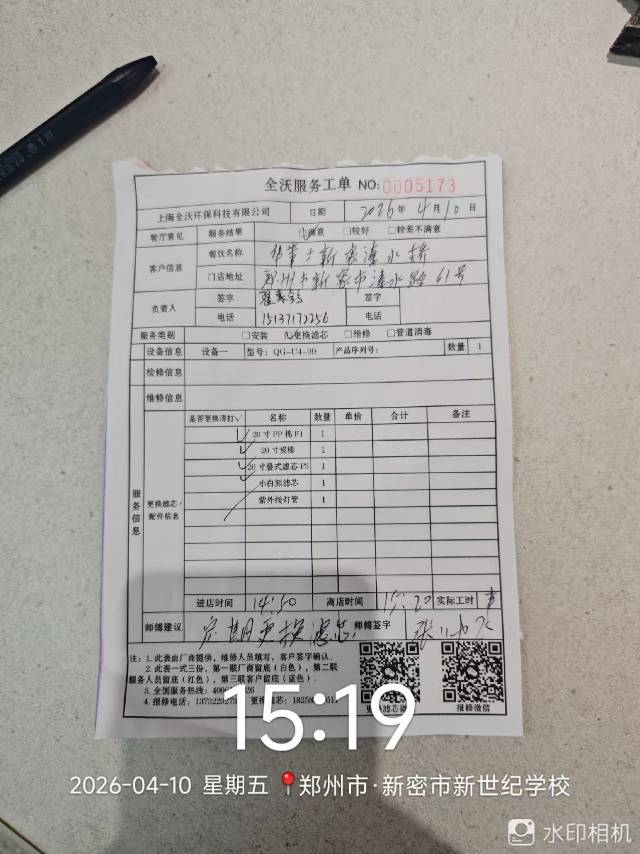 全沃服务工单 NO:0005173
上海全沃环保科技有限公司 日期 2026年4月10日
餐厅意见 服务结果 ☑满意 □较好 □较差不满意
客户信息 餐饮名称 华莱士新密溱水桥
门店地址 郑州市新密市溱水路61号
负责人 签字 签字
电话 15137172256 电话
服务类别 □安装 ☑更换滤芯 □维修 □管道消毒
设备信息 设备一 型号：QG-U4-09 产品序列号： 数量 1
检修信息
维修信息
服务信息 更换滤芯/配件信息
是否更换请打√ 名称 数量 单价 合计 备注
√ 20寸PP棉F1 1
√ 20寸炭棒 1
√ 20寸叠式滤芯P3 1
小白熊滤芯 1
紫外线灯管 1
进店时间 14:50 离店时间 15:20 实际工时
师傅建议 定期更换滤芯 师傅签字
注：1.此表由厂商提供，维修人员填写，客户签字确认。
2.此表一式三份，第一联厂商留底（白色），第二联
服务人员留底（红色），第三联客户留底（蓝色）。
3.全国服务热线：
4.报修电话： 更换滤芯：
报修微信
15:19
2026-04-10 星期五 郑州市·新密市新世纪学校
水印相机